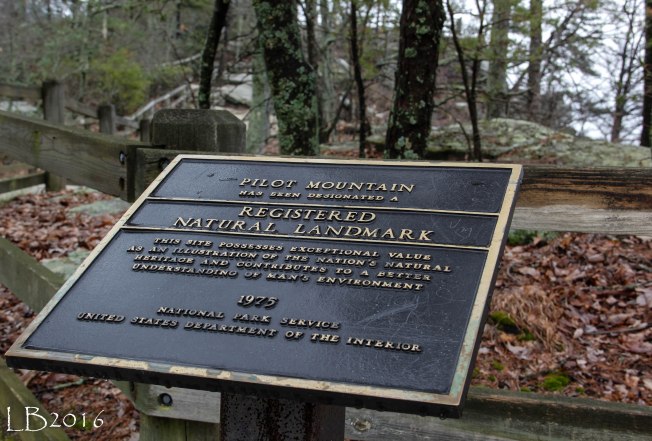 PILOT MOUNTAIN
HAS BEEN DESIGNATED A
REGISTERED
NATURAL LANDMARK
THIS SITE POSSESSES EXCEPTIONAL VALUE
AS AN ILLUSTRATION OF THE NATION'S NATURAL
HERITAGE AND CONTRIBUTES TO A BETTER
UNDERSTANDING OF MAN'S ENVIRONMENT
1975
NATIONAL PARK SERVICE
UNITED STATES DEPARTMENT OF THE INTERIOR
LB2016